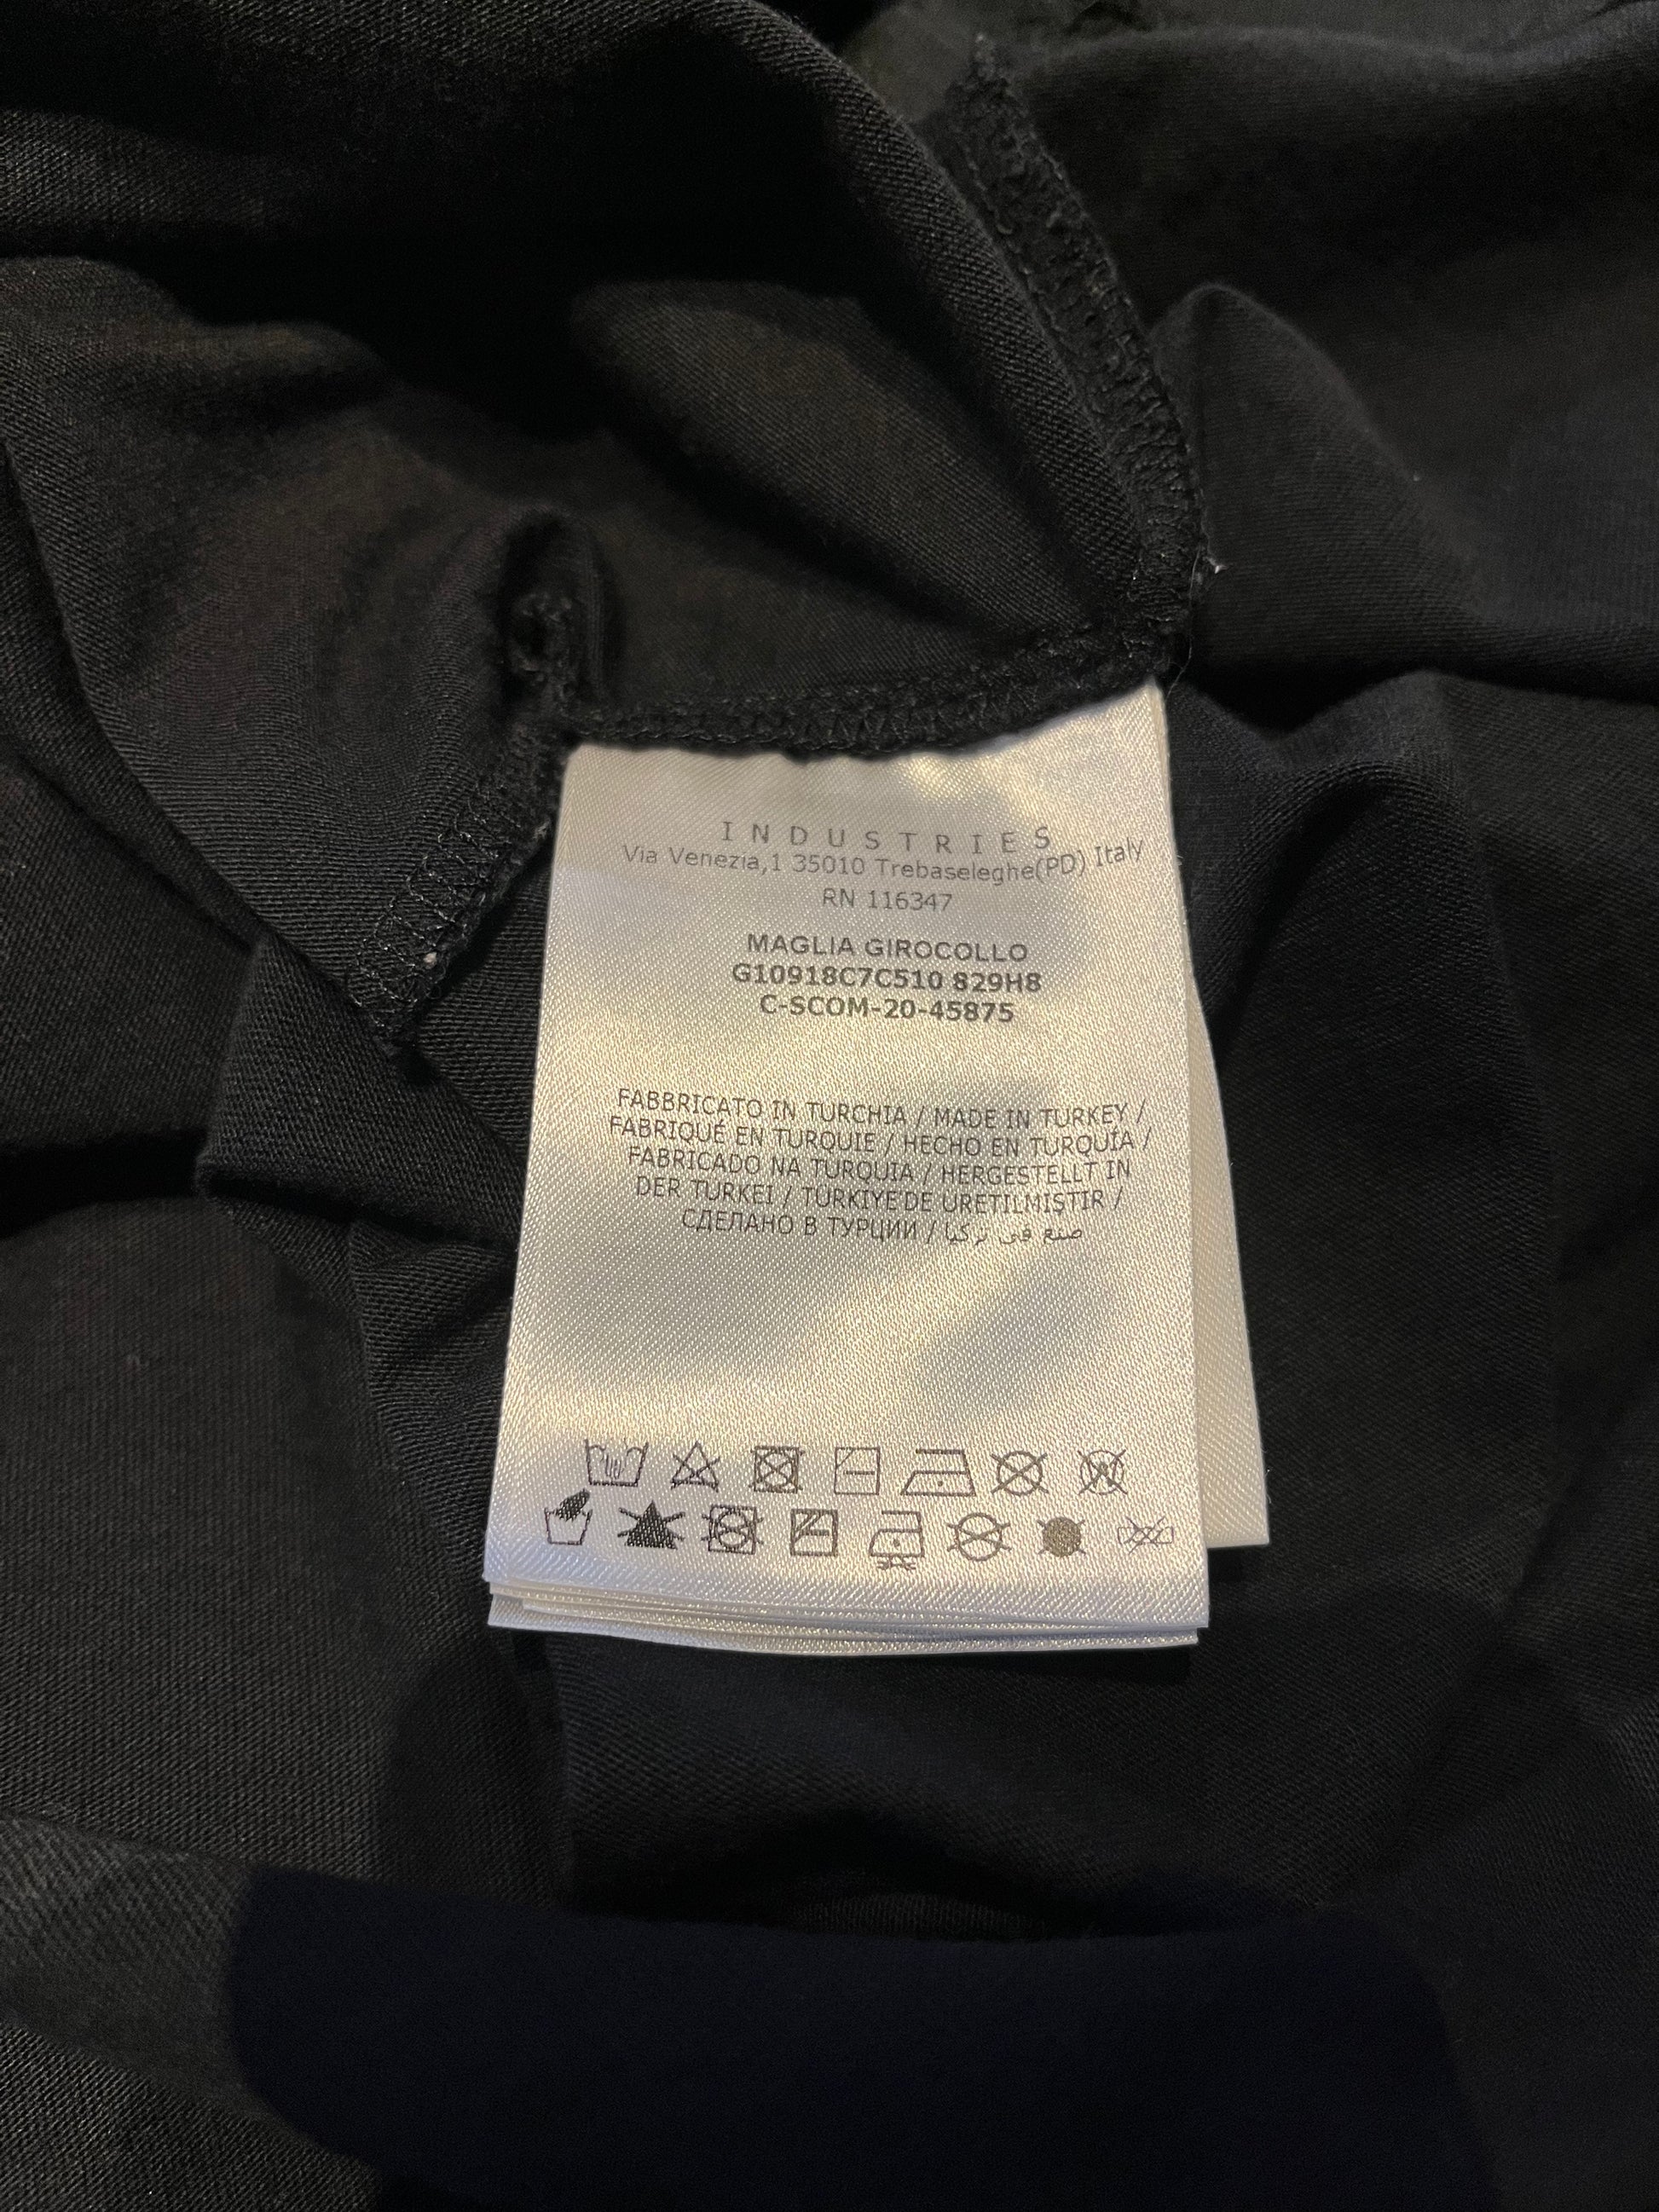 INDUSTRIES
Via Venezia,1 35010 Trebaseleghe(PD) Italy
RN 116347
MAGLIA GIROCOLLO
G10918C7C510 829H8
C-SCOM-20-45875
FABBRICATO IN TURCHIA / MADE IN TURKEY /
FABRIQUÉ EN TURQUIE / HECHO EN TURQUÍA /
FABRICADO NA TURQUIA / HERGESTELLT IN
DER TURKEI / TÜRKIYE'DE ÜRETILMIŞTIR /
СДЕЛАНО В ТУРЦИИ / صنع في تركيا